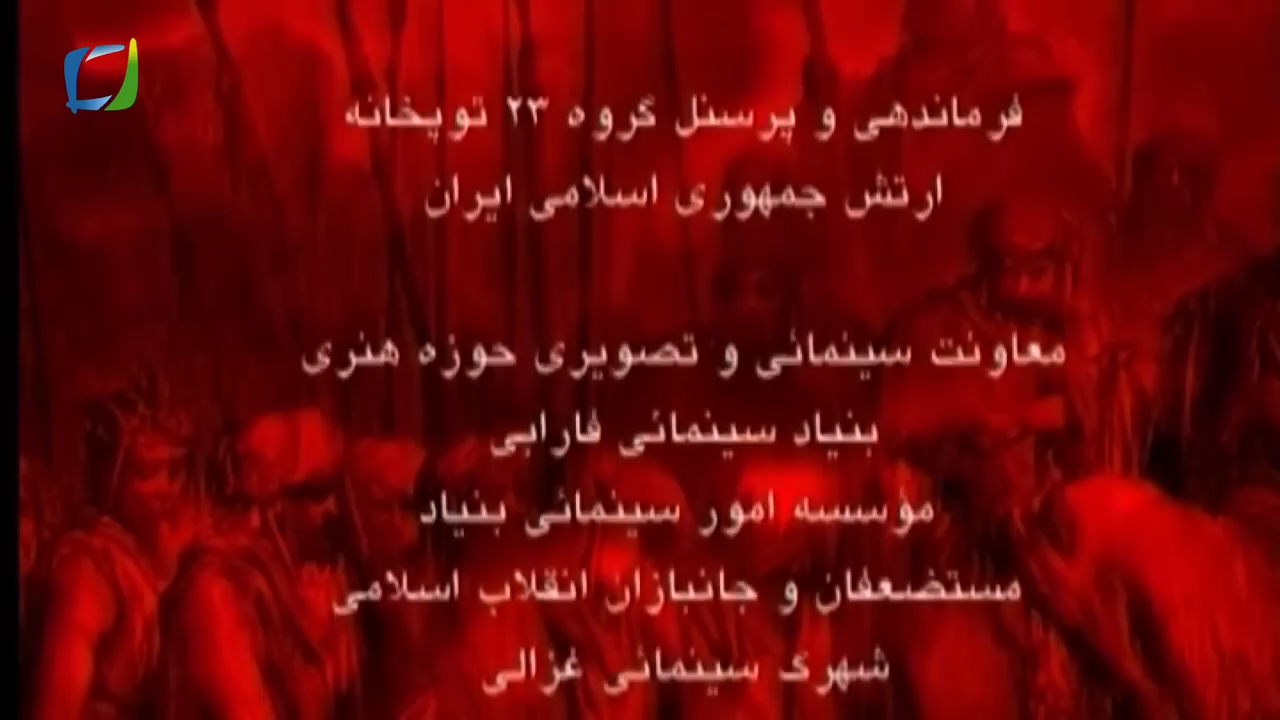 فرماندهی و پرسنل گروه ۲۳ توپخانه
ارتش جمهوری اسلامی ایران
معاونت سینمائی و تصویری حوزه هنری
بنیاد سینمائی فارابی
مؤسسه امور سینمائی بنیاد
مستضعفان و جانبازان انقلاب اسلامی
شهرک سینمائی غزالی